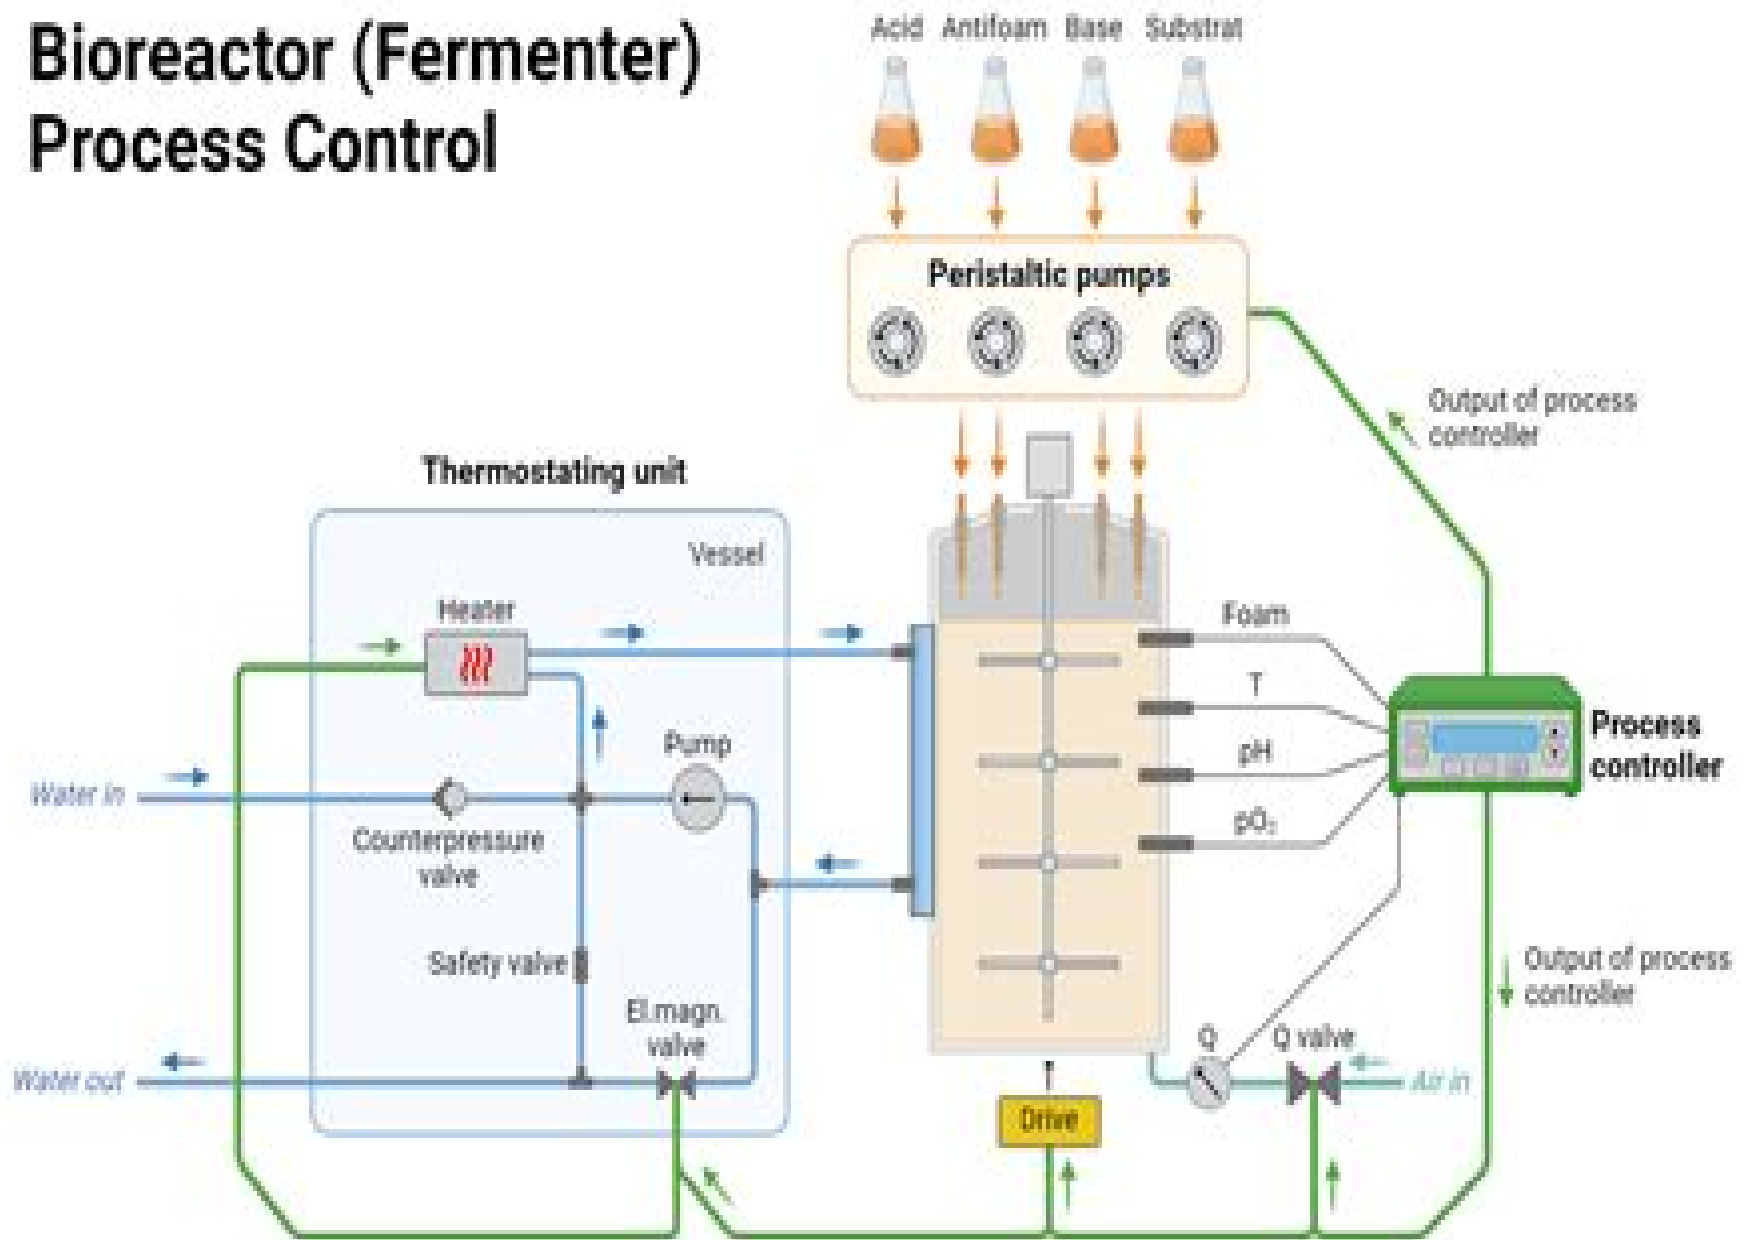 Bioreactor (Fermenter)
Process Control
Acid Antifoam Base Substrat
Peristaltic pumps
Output of process
controller
Thermostating unit
Vessel
Heater
Foam
T
pH
pO₂
Process
controller
Pump
Water in
Counterpressure
valve
Safety valve
El.magn.
valve
Water out
Output of process
controller
Q
Q valve
Air in
Drive